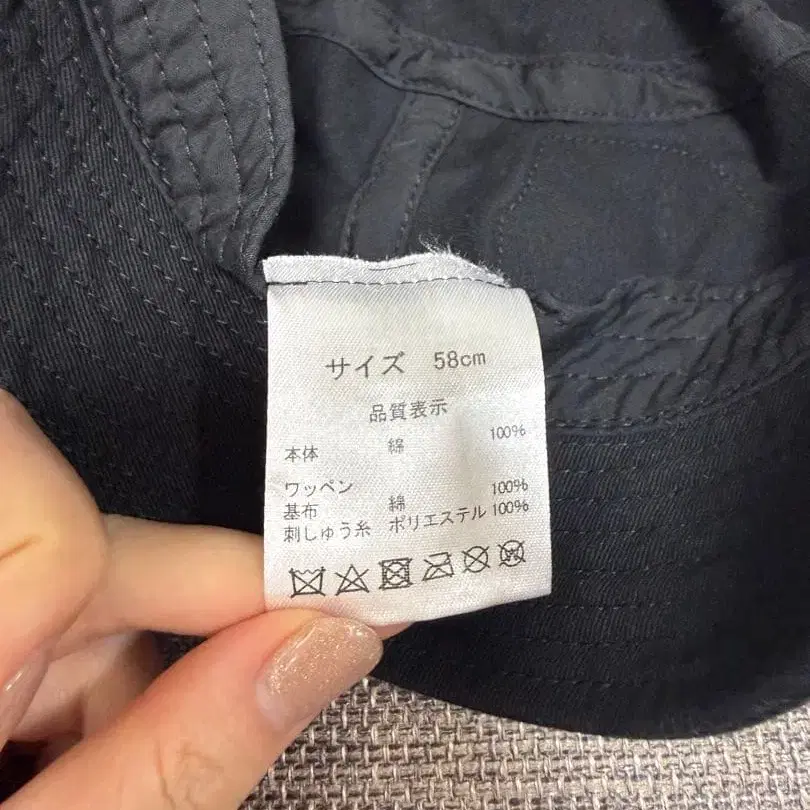 サイズ 58cm
品質表示
本体 綿 100%
ワッペン
基布 綿 100%
刺しゅう糸 ポリエステル 100%